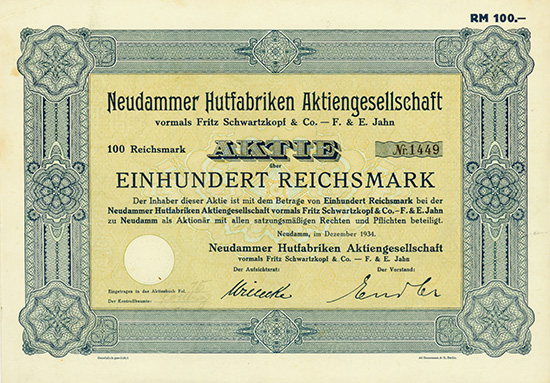 RM 100.—
Neudammer Hutfabriken Aktiengesellschaft
vormals Fritz Schwartzkopf & Co. — F. & E. Jahn
100 Reichsmark AKTIE Nr. 1449
über
EINHUNDERT REICHSMARK
Der Inhaber dieser Aktie ist mit dem Betrage von Einhundert Reichsmark bei der
Neudammer Hutfabriken Aktiengesellschaft vormals Fritz Schwartzkopf & Co.—F. & E. Jahn
zu Neudamm als Aktionär mit allen satzungsmäßigen Rechten und Pflichten beteiligt.
Neudamm, im Dezember 1934.
Neudammer Hutfabriken Aktiengesellschaft
vormals Fritz Schwartzkopf & Co. — F. & E. Jahn
Der Aufsichtsrat: Der Vorstand:
Eingetragen in das Aktienbuch Fol.
Der Kontrollbeamte: